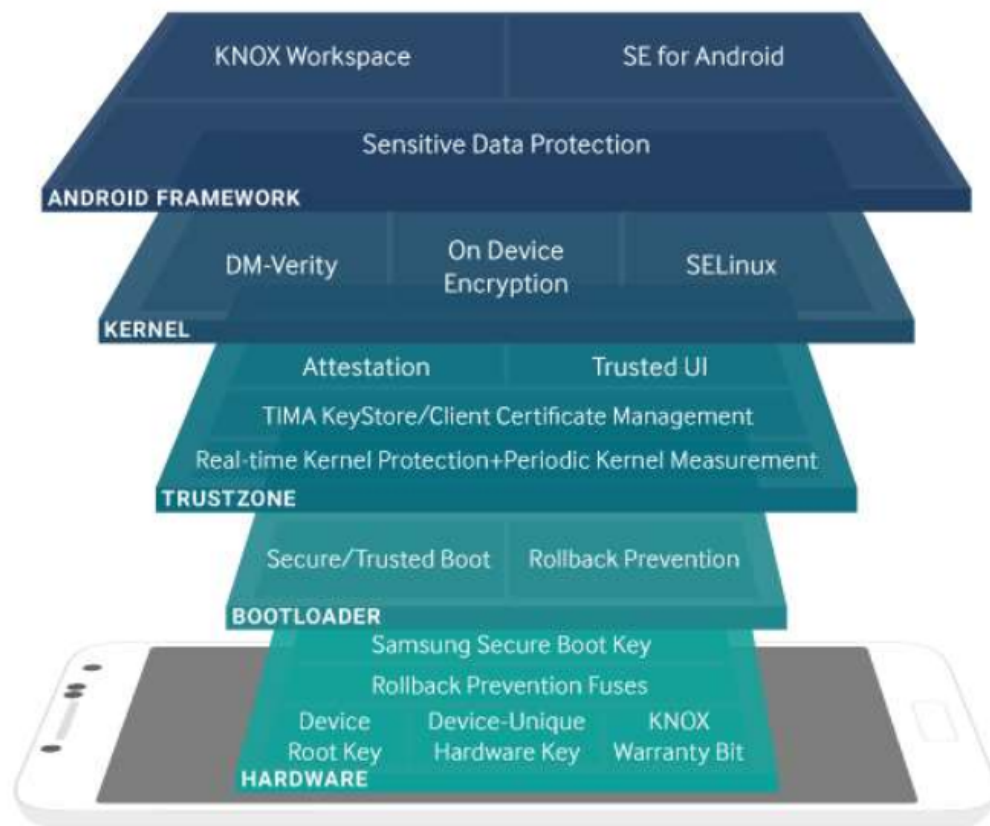 KNOX Workspace SE for Android
Sensitive Data Protection
ANDROID FRAMEWORK
DM-Verity On Device Encryption SELinux
KERNEL
Attestation Trusted UI
TIMA KeyStore/Client Certificate Management
Real-time Kernel Protection+Periodic Kernel Measurement
TRUSTZONE
Secure/Trusted Boot Rollback Prevention
BOOTLOADER
Samsung Secure Boot Key
Rollback Prevention Fuses
Device Root Key Device-Unique Hardware Key KNOX Warranty Bit
HARDWARE